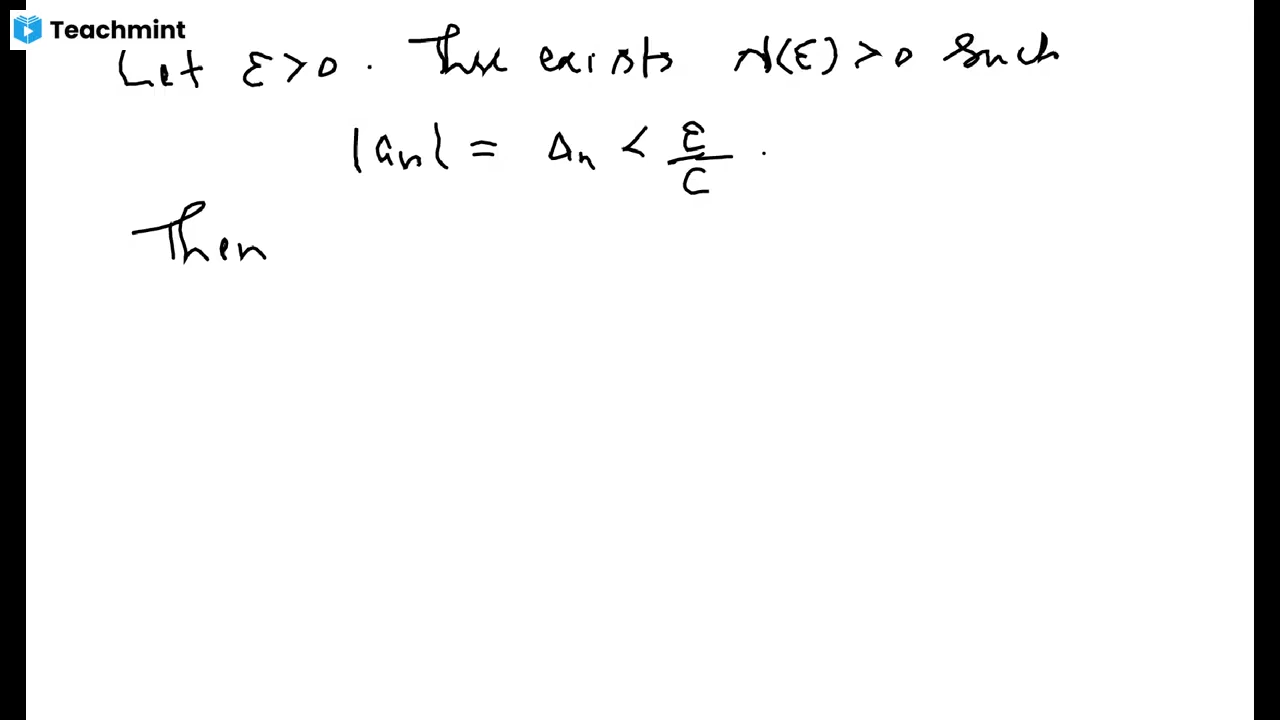 Teachmint
Let ε>0. There exists N(ε)>0 such
|aₙ| = aₙ < ε/C.
Then